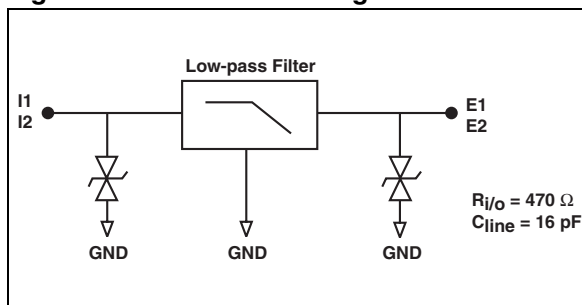 Low-pass Filter
I1
I2
E1
E2
Ri/o = 470 Ω
Cline = 16 pF
GND
GND
GND